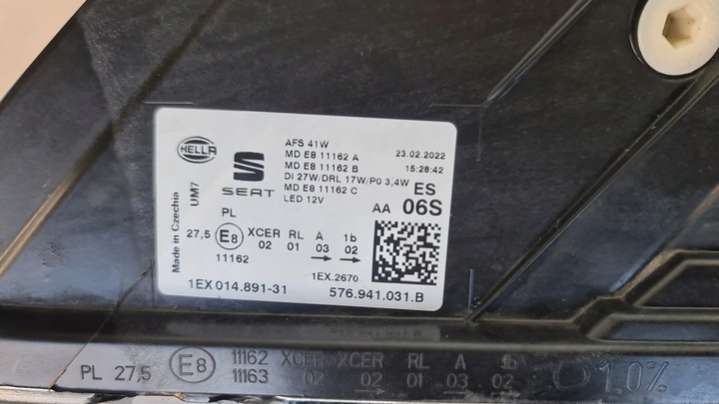 HELLA
SEAT
UM7
Made in Czechia
AFS 41W
MD E8 11162 A
MD E8 11162 B
DI 27W/DRL 17W/PO 3,4W
MD E8 11162 C
LED 12V
23.02.2022
15:28:42
ES
AA 06S
PL
27,5 E8 XCER RL A 1b
02 01 03 02
11162
1EX.2670
1EX 014.891-31
576.941.031.B
PL 27,5 E8 11162 XCER XCER RL A 1b 1.0%
11163 02 02 01 03 02